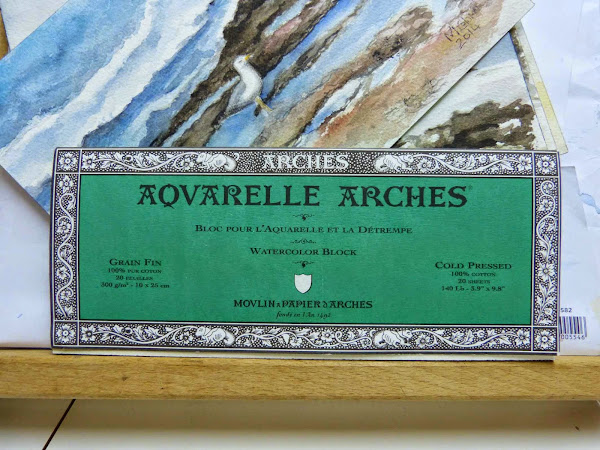 2014
ARCHES
AQVARELLE ARCHES®
BLOC POUR L'AQUARELLE ET LA DÉTREMPE
WATERCOLOR BLOCK
GRAIN FIN
100% PUR COTON
20 FEUILLES
300 g/m² - 10 x 25 cm
COLD PRESSED
100% COTTON
20 SHEETS
140 Lb - 3.9" x 9.8"
MOVLIN À PAPIER D'ARCHES
fondé en l'An 1492